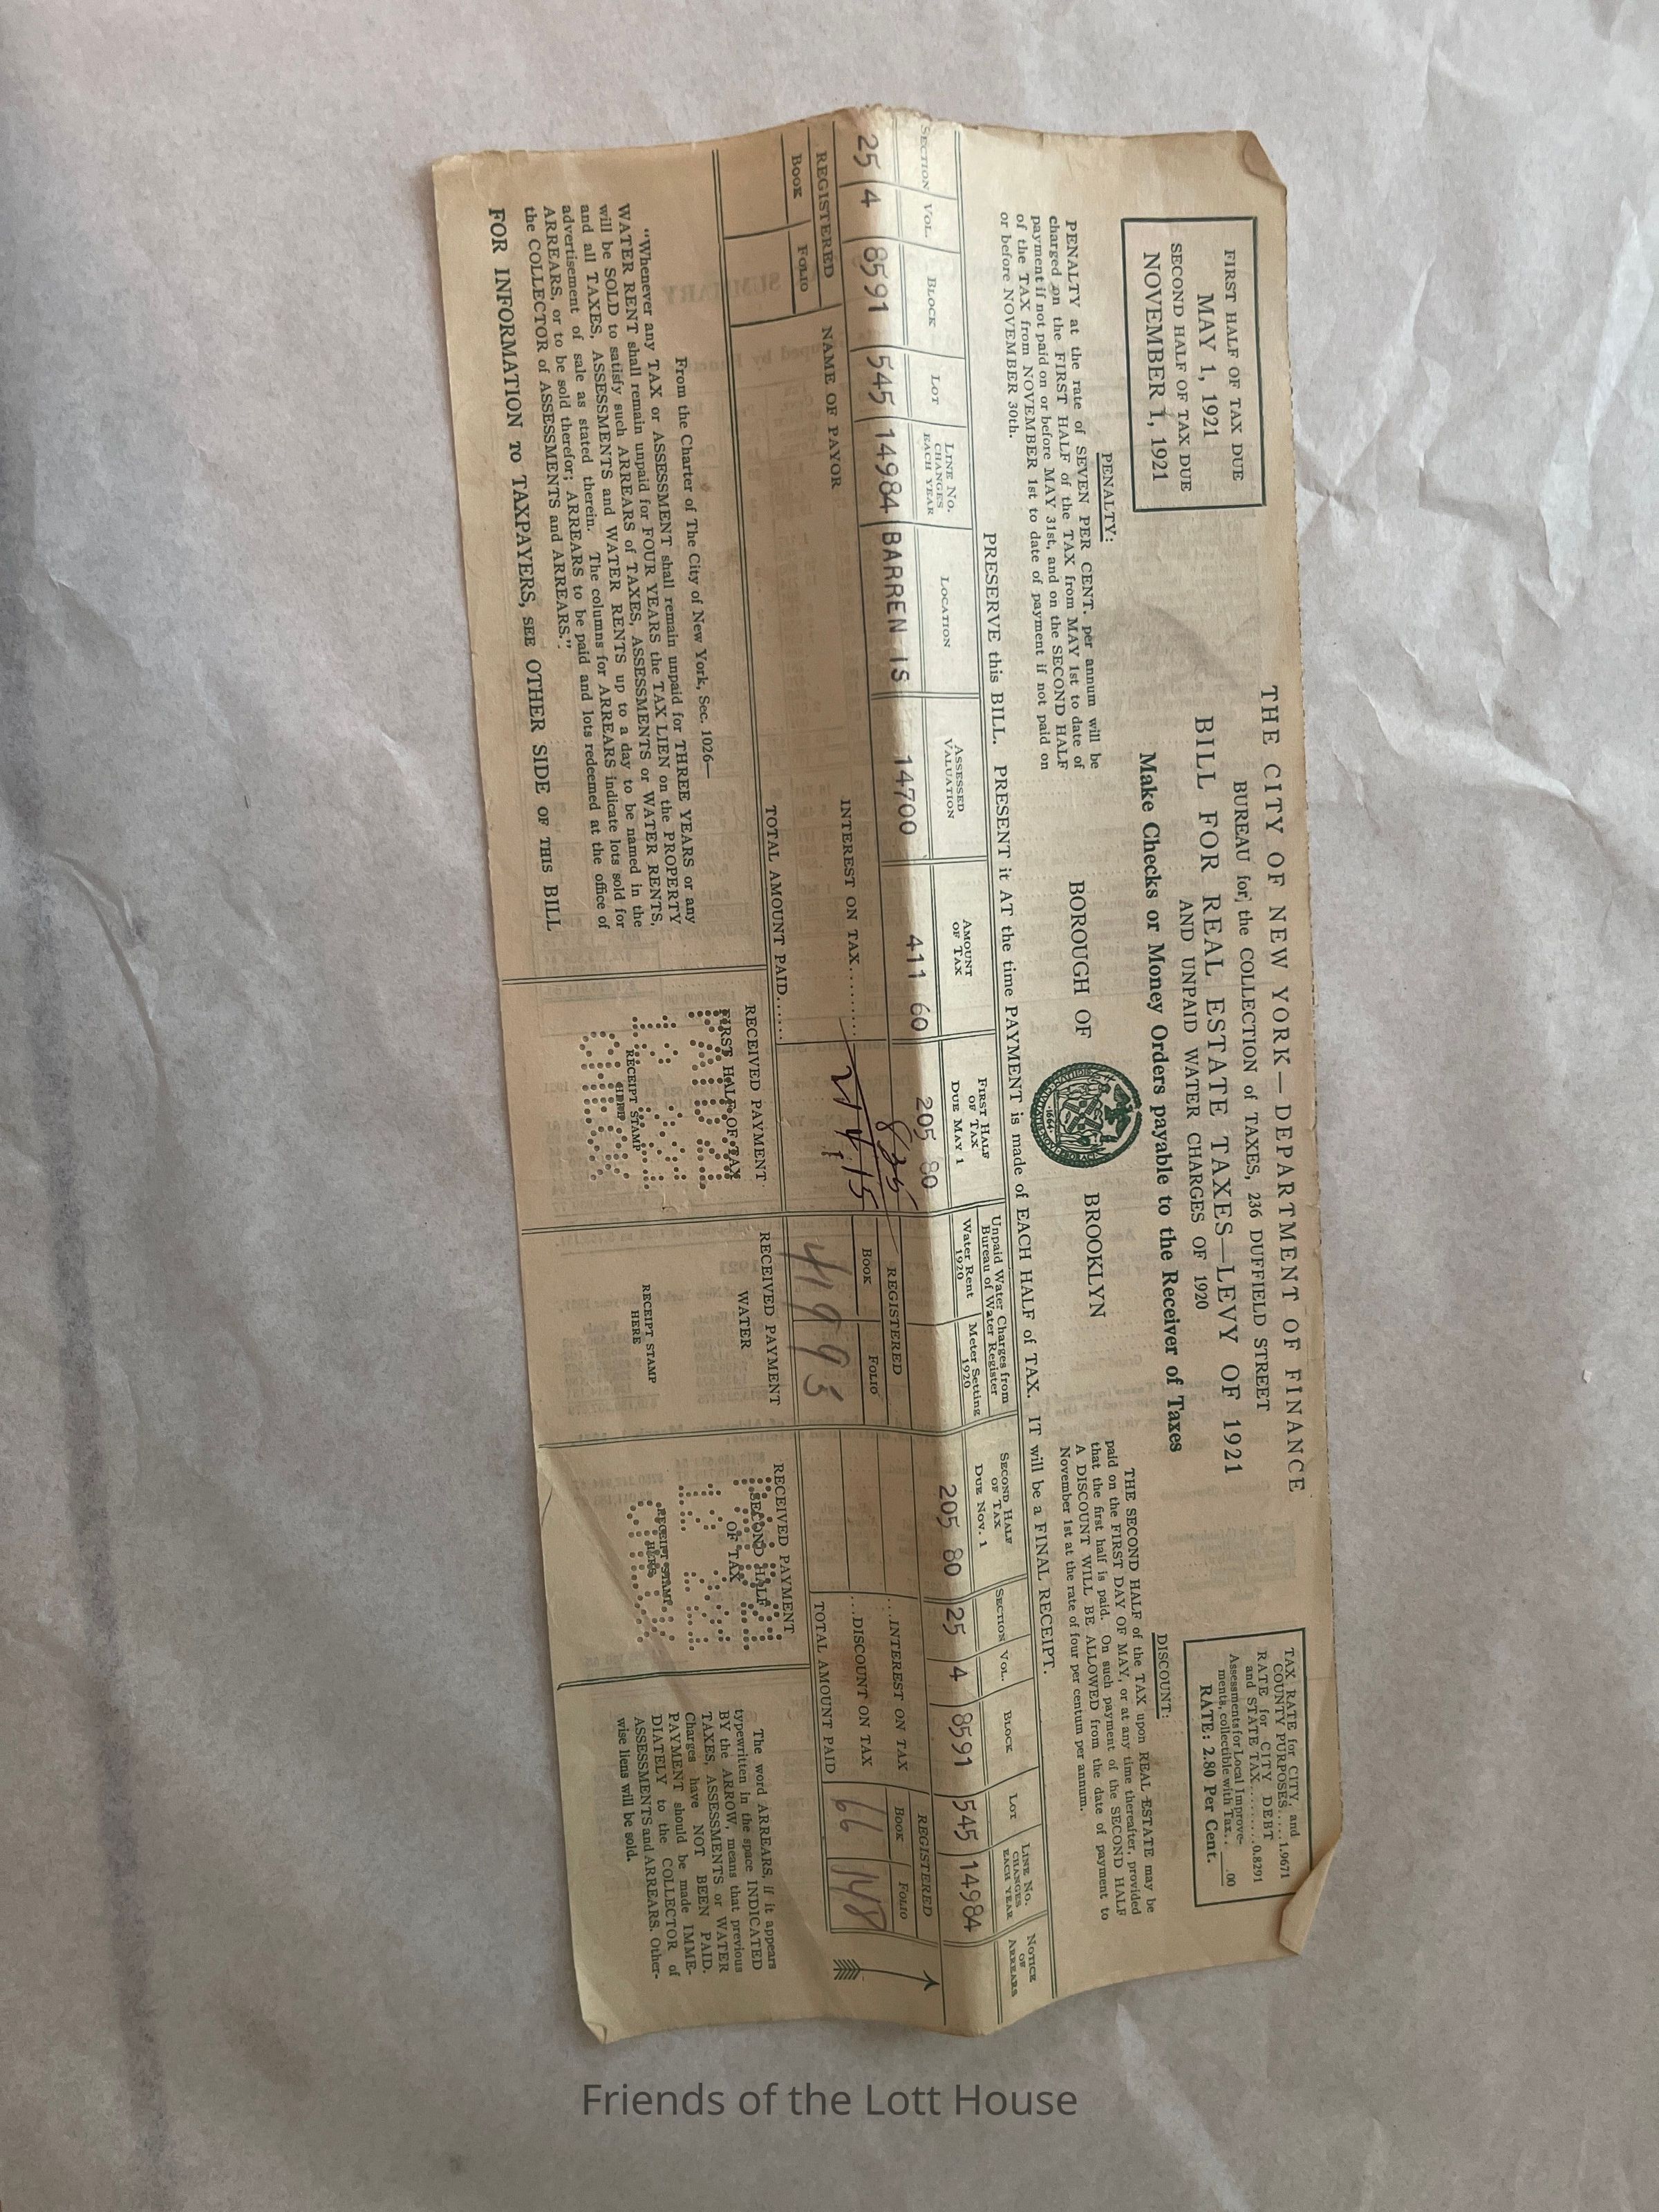 FIRST HALF OF TAX DUE
MAY 1, 1921
SECOND HALF OF TAX DUE
NOVEMBER 1, 1921
THE CITY OF NEW YORK—DEPARTMENT OF FINANCE
BUREAU for the COLLECTION of TAXES, 236 DUFFIELD STREET
BILL FOR REAL ESTATE TAXES—LEVY OF 1921
AND UNPAID WATER CHARGES OF 1920
Make Checks or Money Orders payable to the Receiver of Taxes
TAX RATE for CITY, and
COUNTY PURPOSES.....1.9671
RATE for CITY DEBT
and STATE TAX.........0.8291
Assessments for Local Improve-
ments, collectible with Tax.. .00
RATE: 2.80 Per Cent.
PENALTY:
PENALTY at the rate of SEVEN PER CENT. per annum will be
charged on the FIRST HALF of the TAX from MAY 1st to date of
payment if not paid on or before MAY 31st, and on the SECOND HALF
of the TAX from NOVEMBER 1st to date of payment if not paid on
or before NOVEMBER 30th.
BOROUGH OF BROOKLYN
DISCOUNT:
THE SECOND HALF of the TAX upon REAL ESTATE may be
paid on the FIRST DAY OF MAY, or at any time thereafter, provided
that the first half is paid. On such payment of the SECOND HALF
A DISCOUNT WILL BE ALLOWED from the date of payment to
November 1st at the rate of four per centum per annum.
PRESERVE this BILL. PRESENT it AT the time PAYMENT is made of EACH HALF of TAX. IT will be a FINAL RECEIPT.
SECTION VOL. BLOCK LOT LINE NO. CHANGES EACH YEAR LOCATION ASSESSED VALUATION AMOUNT OF TAX FIRST HALF OF TAX DUE MAY 1 Unpaid Water Charges from Bureau of Water Register Water Rent 1920 Meter Setting 1920 SECOND HALF OF TAX DUE NOV. 1 SECTION VOL. BLOCK LOT LINE NO. CHANGES EACH YEAR NOTICE OF ARREARS
25 4 8591 545 14984 BARREN IS 14700 411 60 205 80 205 80 25 4 8591 545 14984
REGISTERED
BOOK FOLIO
NAME OF PAYOR
INTEREST ON TAX.........
8 35
214.15
TOTAL AMOUNT PAID......
REGISTERED
BOOK FOLIO
41993
...INTEREST ON TAX
...DISCOUNT ON TAX
TOTAL AMOUNT PAID
REGISTERED
BOOK FOLIO
66 148
From the Charter of The City of New York, Sec. 1026—
"Whenever any TAX or ASSESSMENT shall remain unpaid for THREE YEARS or any
WATER RENT shall remain unpaid for FOUR YEARS the TAX LIEN on the PROPERTY
will be SOLD to satisfy such ARREARS of TAXES, ASSESSMENTS or WATER RENTS,
and all TAXES, ASSESSMENTS and WATER RENTS up to a day to be named in the
advertisement of sale as stated therein. The columns for ARREARS indicate lots sold for
ARREARS, or to be sold therefor; ARREARS to be paid and lots redeemed at the office of
the COLLECTOR of ASSESSMENTS and ARREARS."
FOR INFORMATION TO TAXPAYERS, SEE OTHER SIDE OF THIS BILL
RECEIVED PAYMENT
FIRST HALF OF TAX
RECEIPT STAMP
RECEIVED PAYMENT
WATER
RECEIPT STAMP
HERE
RECEIVED PAYMENT
SECOND HALF
OF TAX
RECEIPT STAMP
HERE
The word ARREARS, if it appears
typewritten in the space INDICATED
BY the ARROW, means that previous
TAXES, ASSESSMENTS or WATER
Charges have NOT BEEN PAID.
PAYMENT should be made IMME-
DIATELY to the COLLECTOR of
ASSESSMENTS and ARREARS. Other-
wise liens will be sold.
Friends of the Lott House